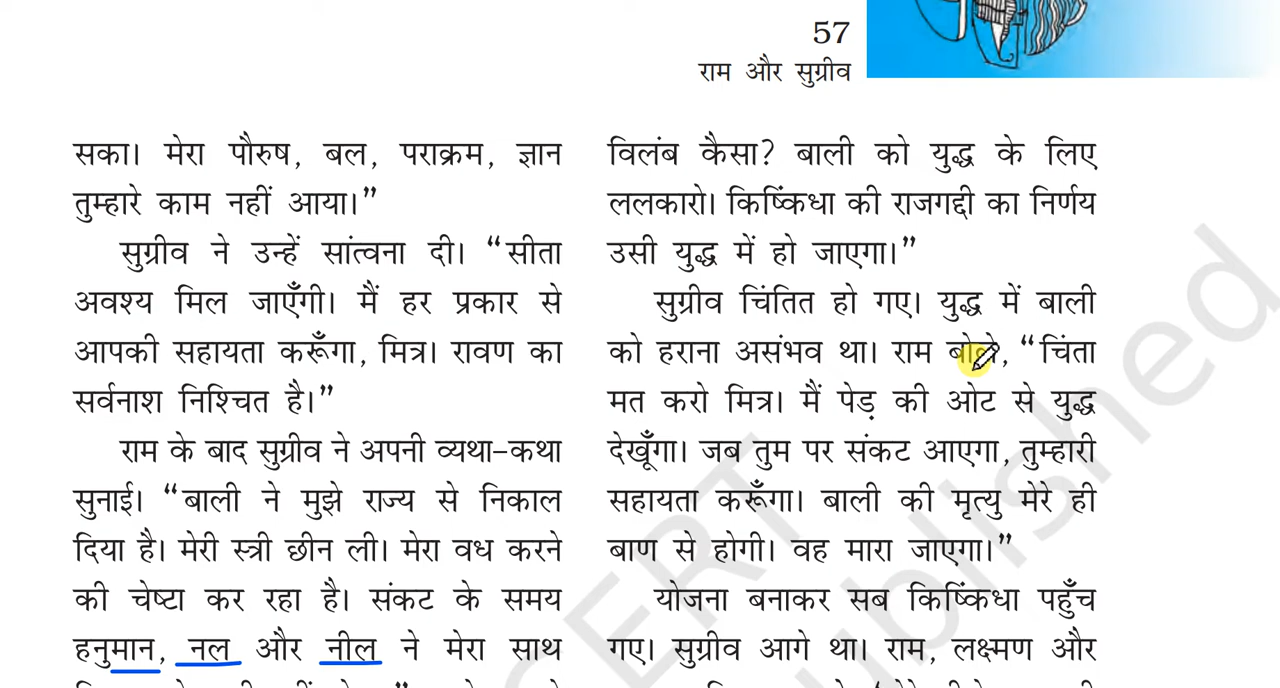 57
राम और सुग्रीव
सका। मेरा पौरुष, बल, पराक्रम, ज्ञान
तुम्हारे काम नहीं आया।”
सुग्रीव ने उन्हें सांत्वना दी। “सीता
अवश्य मिल जाएँगी। मैं हर प्रकार से
आपकी सहायता करूँगा, मित्र। रावण का
सर्वनाश निश्चित है।”
राम के बाद सुग्रीव ने अपनी व्यथा-कथा
सुनाई। “बाली ने मुझे राज्य से निकाल
दिया है। मेरी स्त्री छीन ली। मेरा वध करने
की चेष्टा कर रहा है। संकट के समय
हनुमान, नल और नील ने मेरा साथ
विलंब कैसा? बाली को युद्ध के लिए
ललकारो। किष्किंधा की राजगद्दी का निर्णय
उसी युद्ध में हो जाएगा।”
सुग्रीव चिंतित हो गए। युद्ध में बाली
को हराना असंभव था। राम बोले, “चिंता
मत करो मित्र। मैं पेड़ की ओट से युद्ध
देखूँगा। जब तुम पर संकट आएगा, तुम्हारी
सहायता करूँगा। बाली की मृत्यु मेरे ही
बाण से होगी। वह मारा जाएगा।”
योजना बनाकर सब किष्किंधा पहुँच
गए। सुग्रीव आगे था। राम, लक्ष्मण और